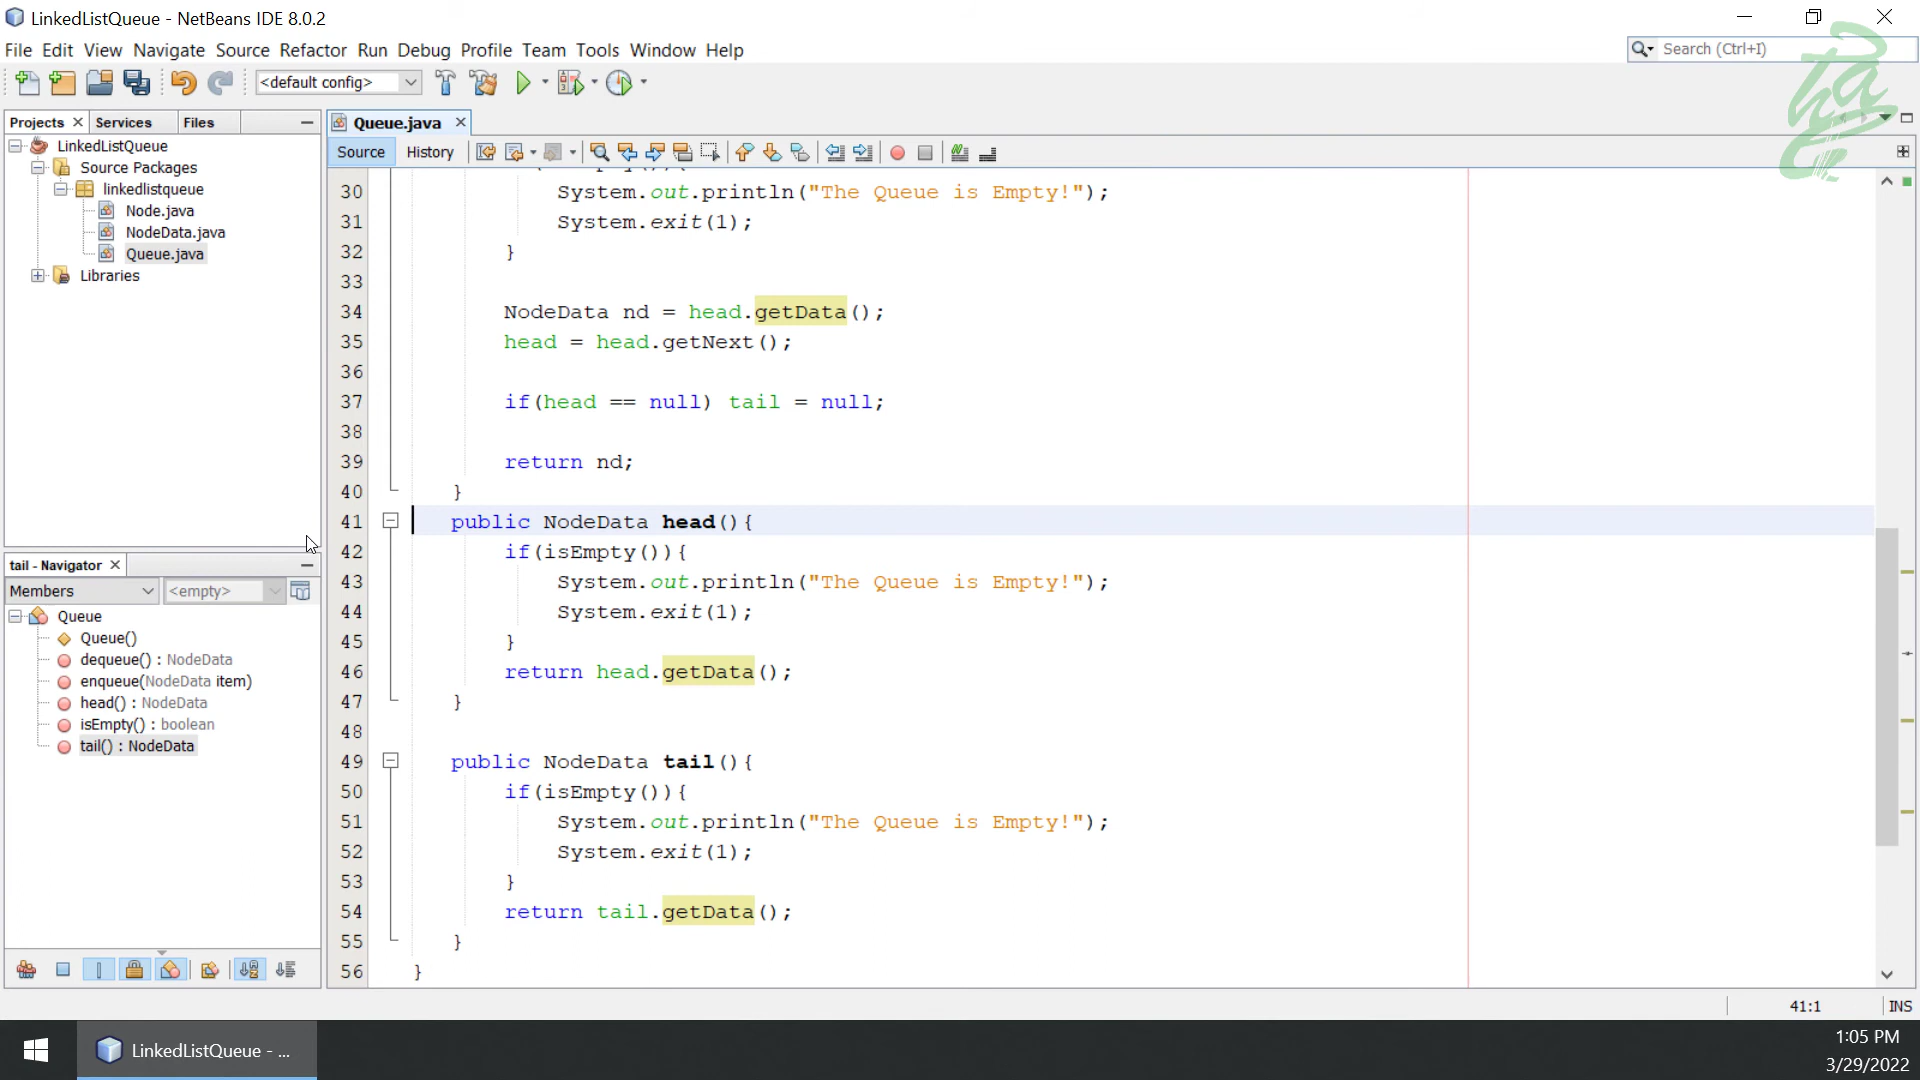 LinkedListQueue - NetBeans IDE 8.0.2
File Edit View Navigate Source Refactor Run Debug Profile Team Tools Window Help
Search (Ctrl+I)
<default config>
Projects Services Files
LinkedListQueue
Source Packages
linkedlistqueue
Node.java
NodeData.java
Queue.java
Libraries
tail - Navigator
Members <empty>
Queue
Queue()
dequeue() : NodeData
enqueue(NodeData item)
head() : NodeData
isEmpty() : boolean
tail() : NodeData
Queue.java
Source History
30 System.out.println("The Queue is Empty!");
31 System.exit(1);
32 }
33
34 NodeData nd = head.getData();
35 head = head.getNext();
36
37 if(head == null) tail = null;
38
39 return nd;
40 }
41 public NodeData head(){
42 if(isEmpty()){
43 System.out.println("The Queue is Empty!");
44 System.exit(1);
45 }
46 return head.getData();
47 }
48
49 public NodeData tail(){
50 if(isEmpty()){
51 System.out.println("The Queue is Empty!");
52 System.exit(1);
53 }
54 return tail.getData();
55 }
56 }
41:1 INS
LinkedListQueue - ...
1:05 PM
3/29/2022